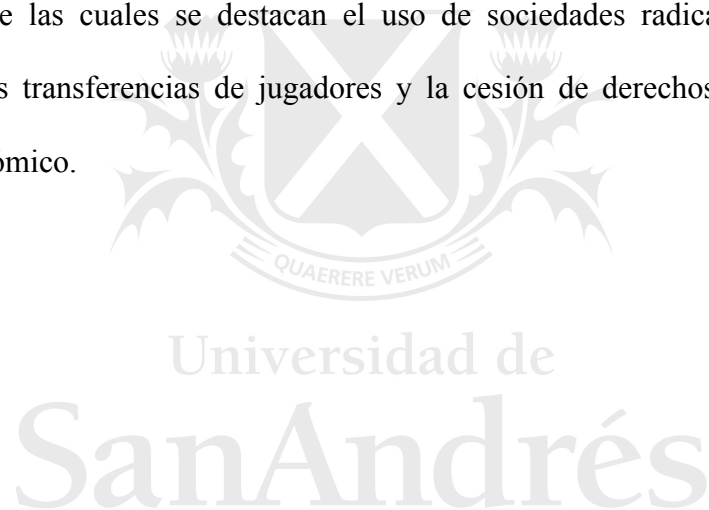 e las cuales se destacan el uso de sociedades radica
s transferencias de jugadores y la cesión de derechos
ómico.
QUAERERE VERUM
Universidad de
SanAndrés